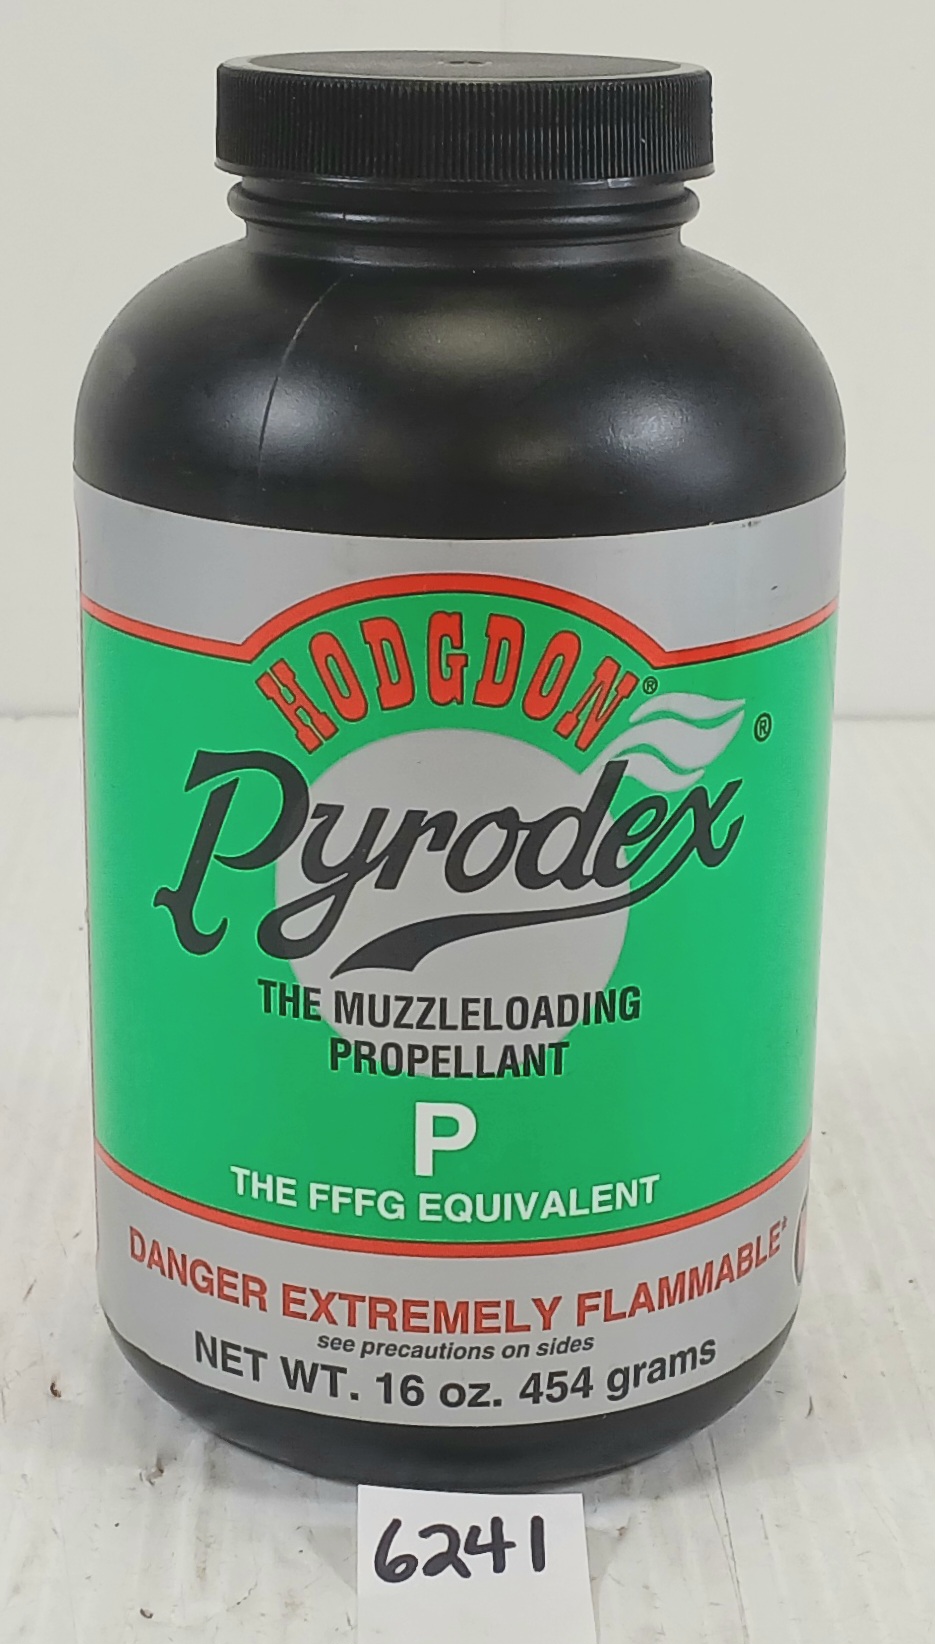 HODGDON®
Pyrodex®
THE MUZZLELOADING
PROPELLANT
P
THE FFFG EQUIVALENT
DANGER EXTREMELY FLAMMABLE*
see precautions on sides
NET WT. 16 oz. 454 grams
6241